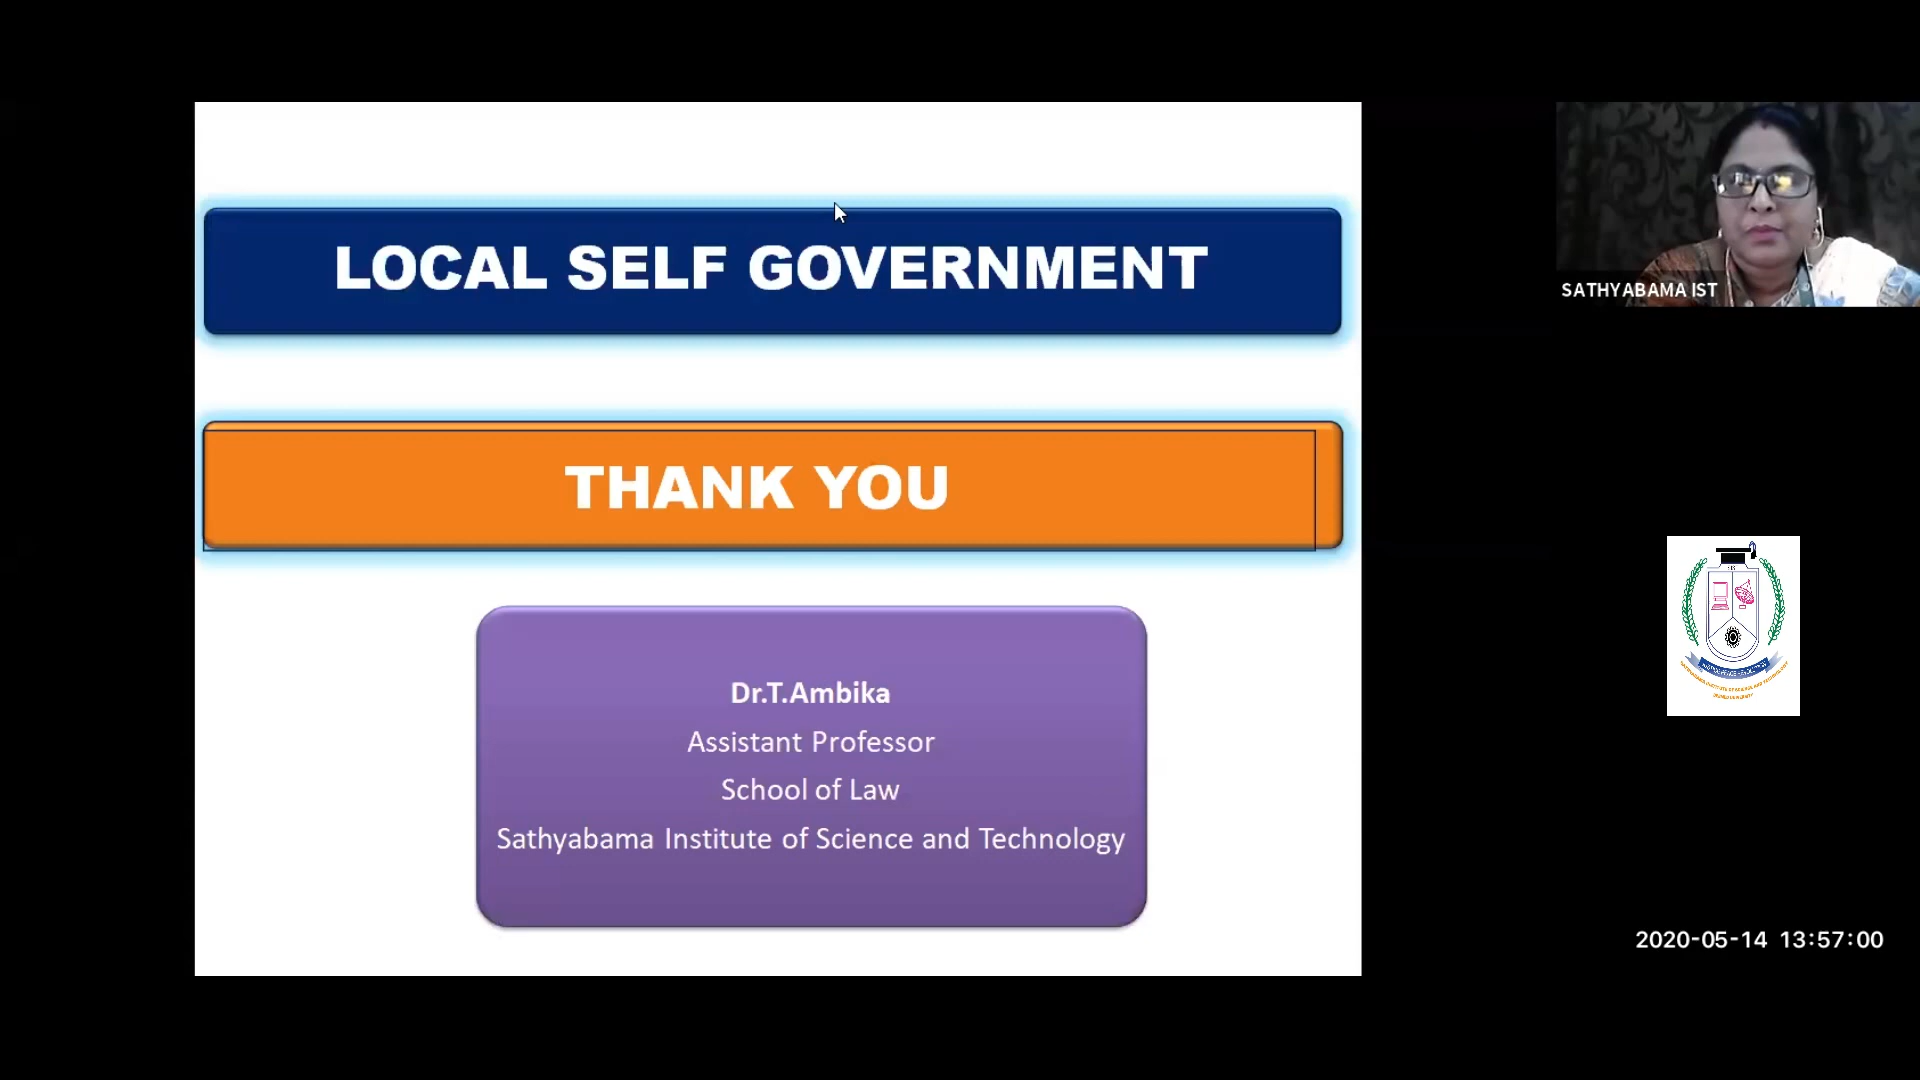 LOCAL SELF GOVERNMENT
THANK YOU
Dr.T.Ambika
Assistant Professor
School of Law
Sathyabama Institute of Science and Technology
SATHYABAMA IST
2020-05-14 13:57:00